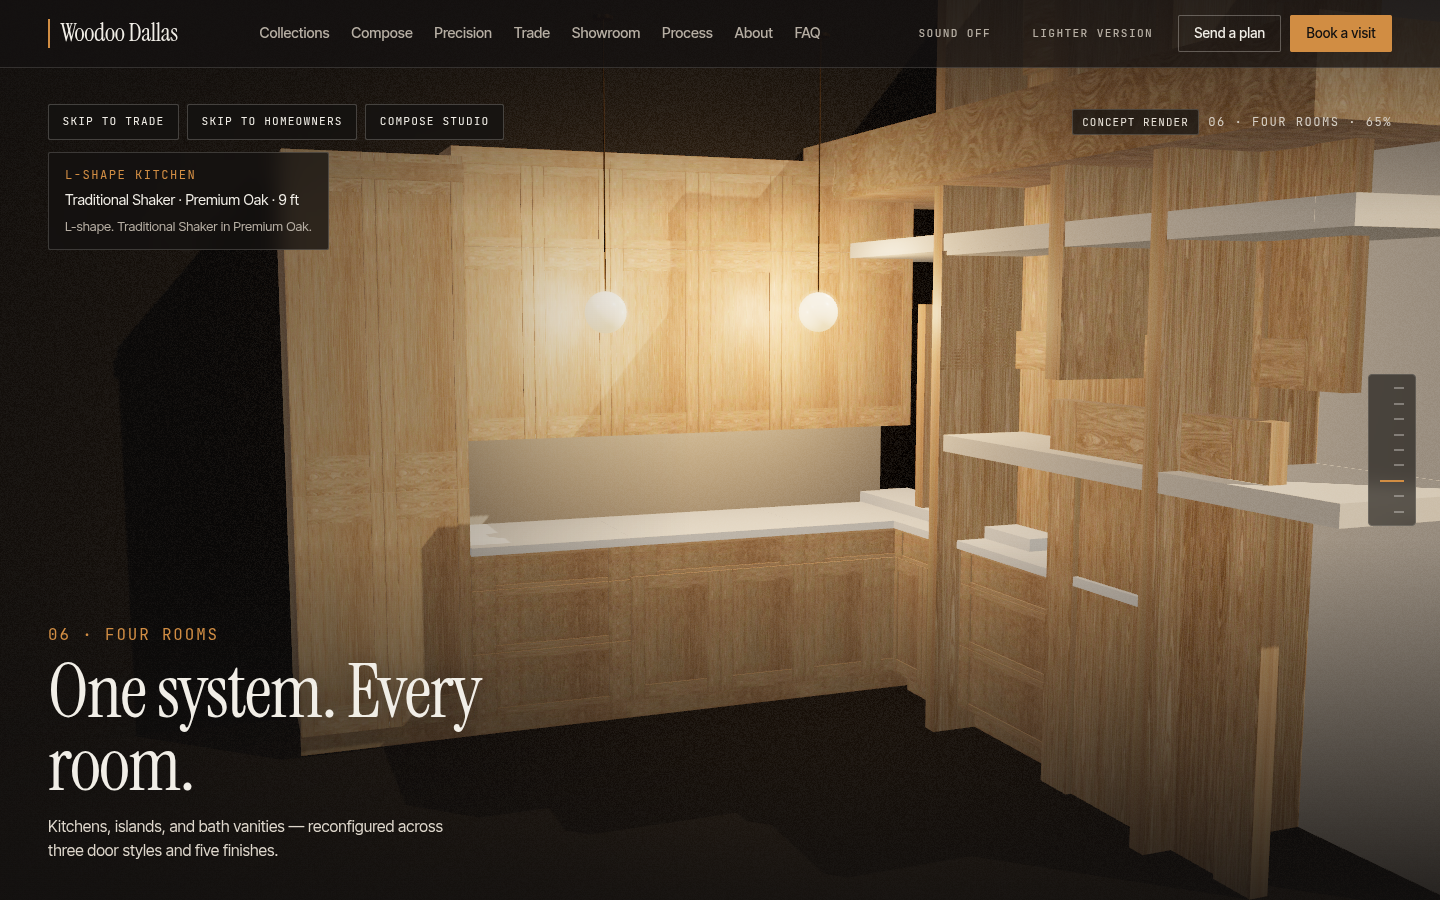 Woodoo Dallas
Collections
Compose
Precision
Trade
Showroom
Process
About
FAQ
SOUND OFF
LIGHTER VERSION
Send a plan
Book a visit
SKIP TO TRADE
SKIP TO HOMEOWNERS
COMPOSE STUDIO
CONCEPT RENDER
06 · FOUR ROOMS · 65%
L-SHAPE KITCHEN
Traditional Shaker · Premium Oak · 9 ft
L-shape. Traditional Shaker in Premium Oak.
06 · FOUR ROOMS
One system. Every
room.
Kitchens, islands, and bath vanities — reconfigured across
three door styles and five finishes.